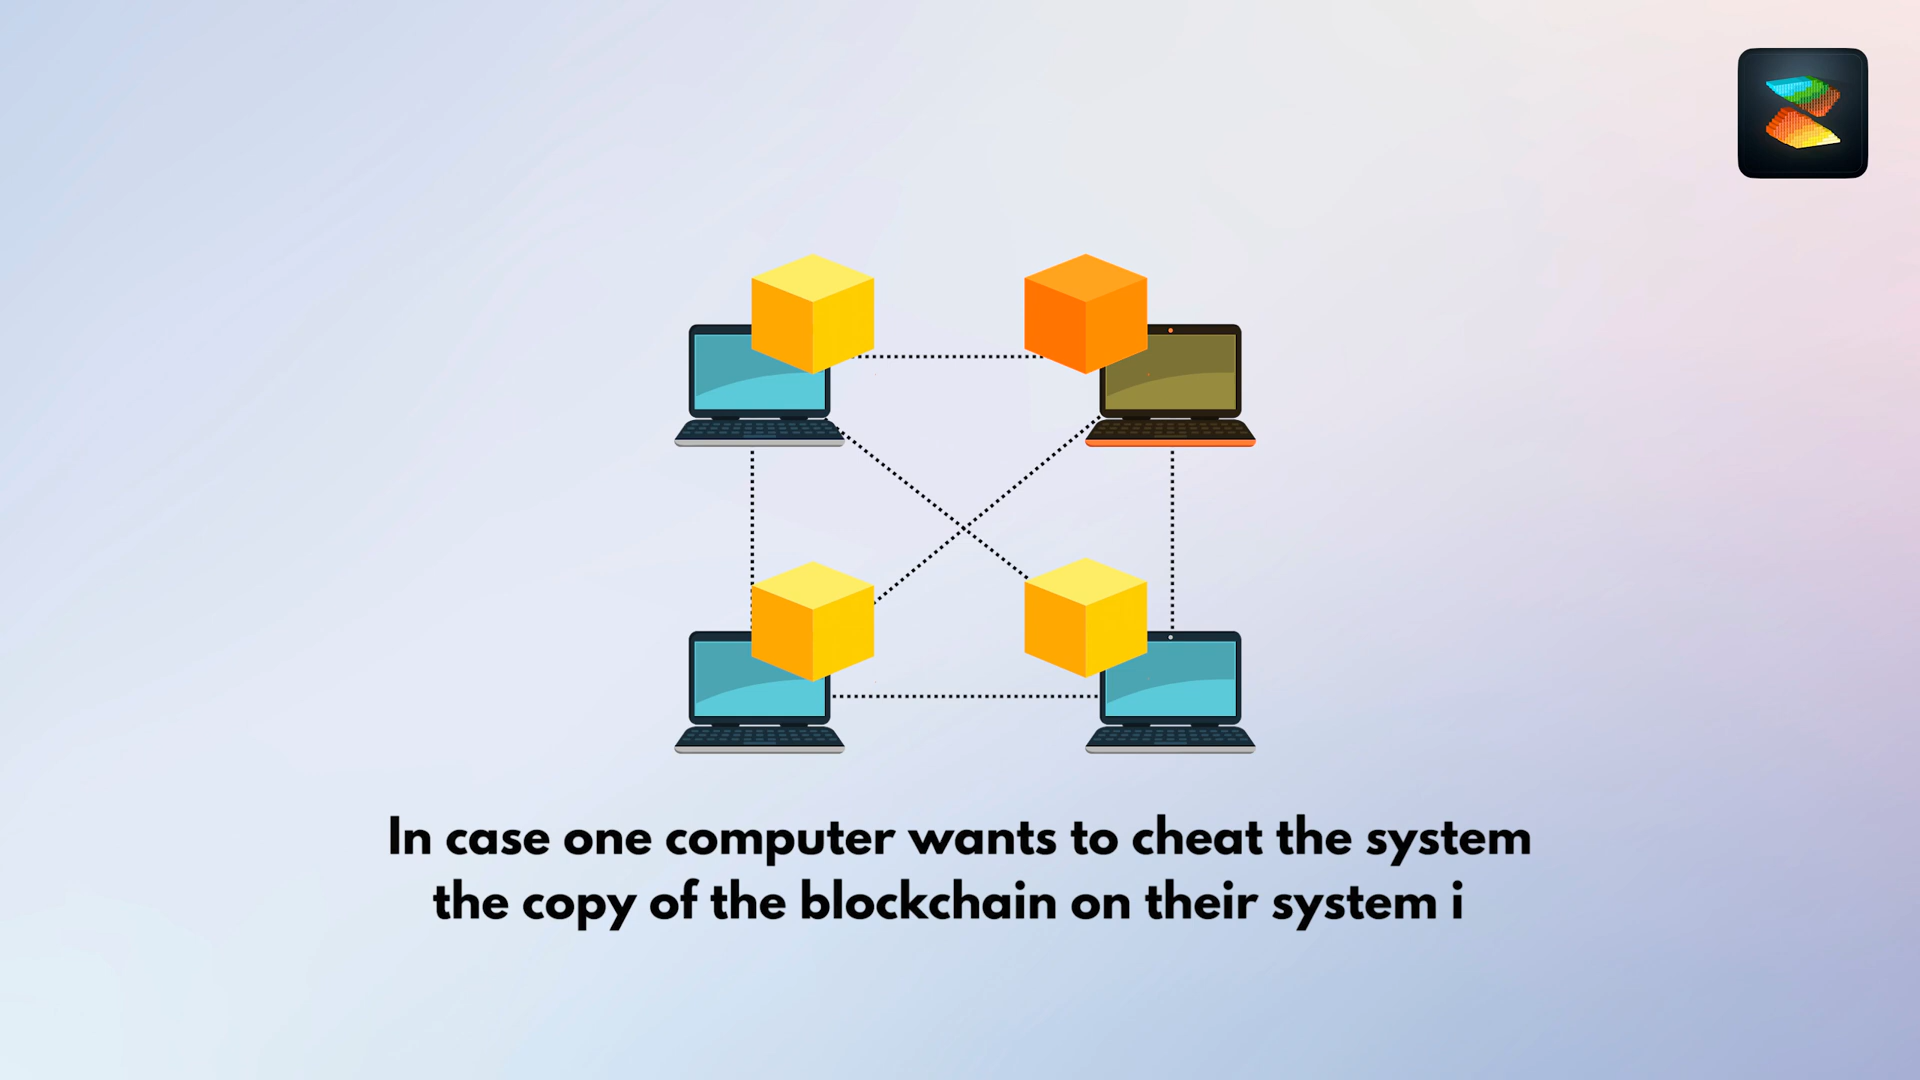 In case one computer wants to cheat the system
the copy of the blockchain on their system i